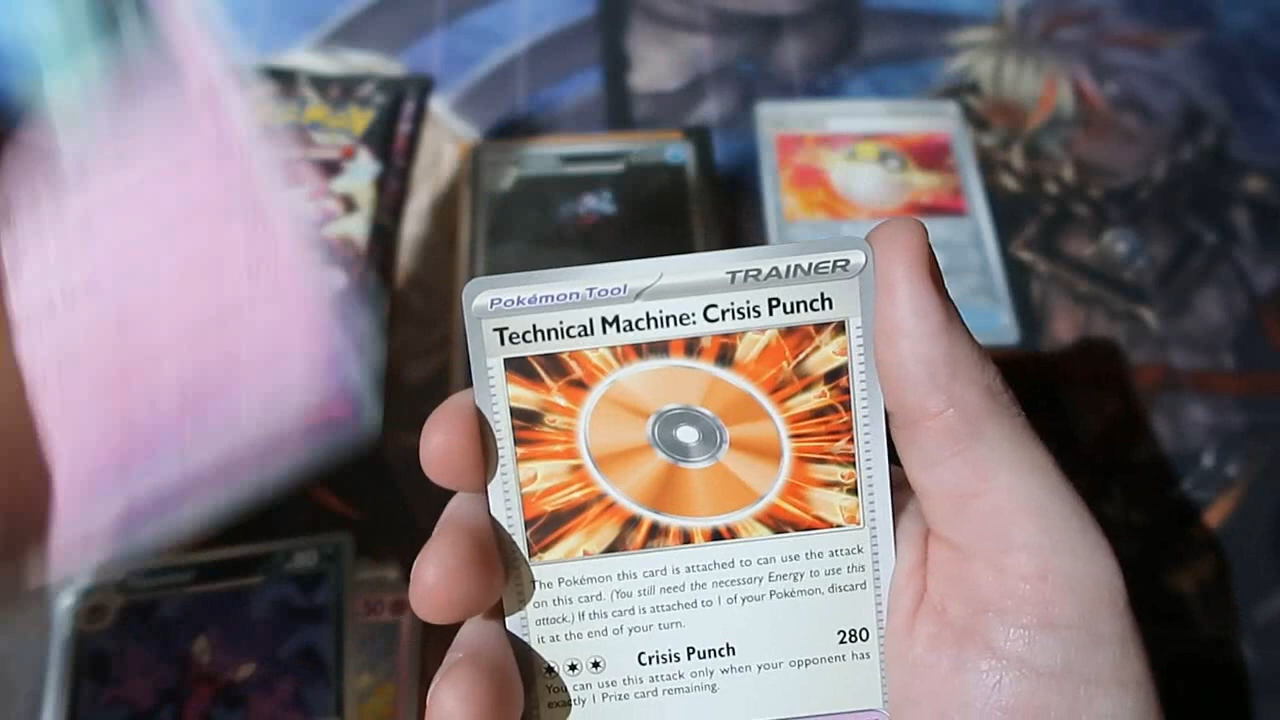 Pokémon Tool
TRAINER
Technical Machine: Crisis Punch
The Pokémon this card is attached to can use the attack
on this card. (You still need the necessary Energy to use this
attack.) If this card is attached to 1 of your Pokémon, discard
it at the end of your turn.
Crisis Punch 280
You can use this attack only when your opponent has
exactly 1 Prize card remaining.
50